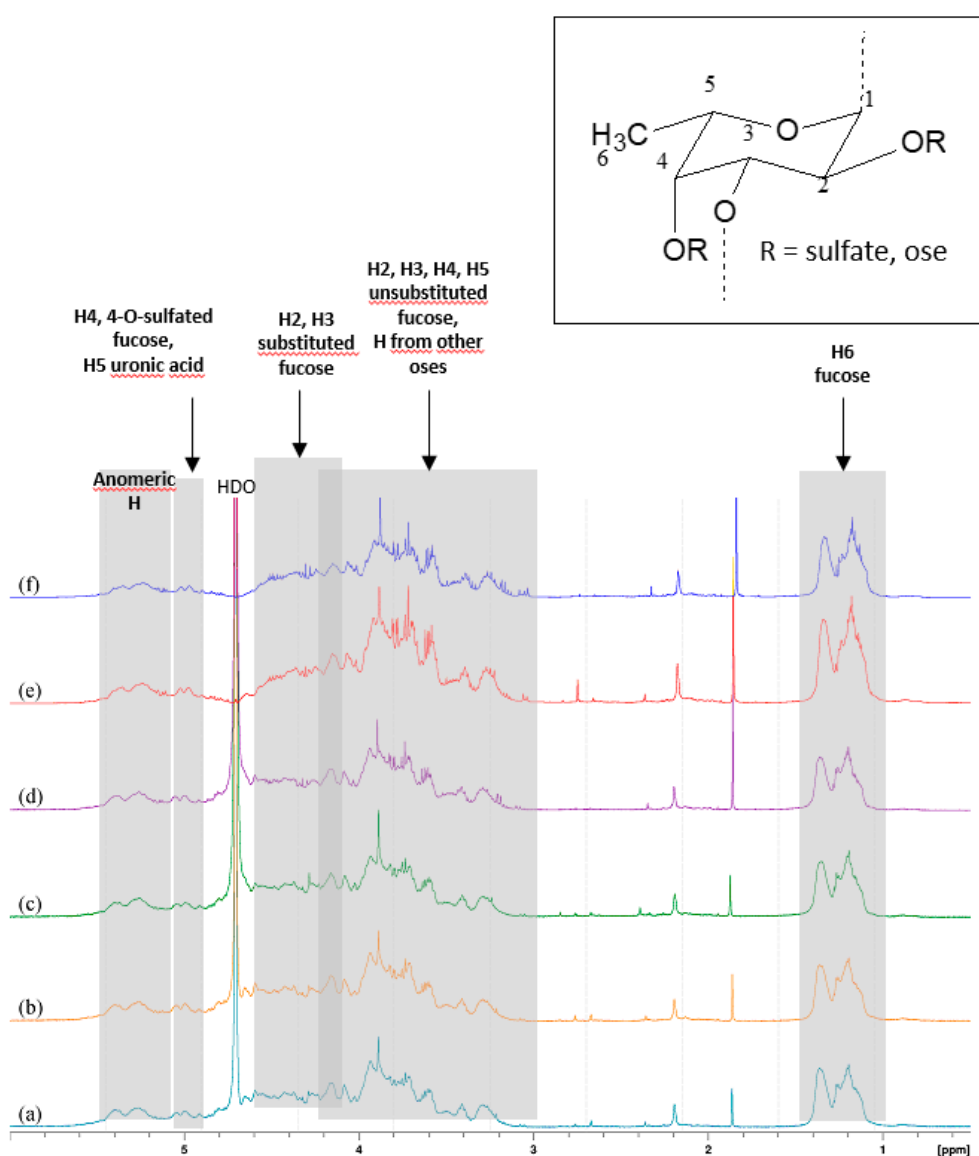 5
1
H₃C
6
3
O
OR
4
2
O
OR
R = sulfate, ose
H2, H3, H4, H5
unsubstituted
fucose,
H from other
oses
H4, 4-O-sulfated
fucose,
H5 uronic acid
H2, H3
substituted
fucose
H6
fucose
Anomeric
H
HDO
(f)
(e)
(d)
(c)
(b)
(a)
5 4 3 2 1 [ppm]